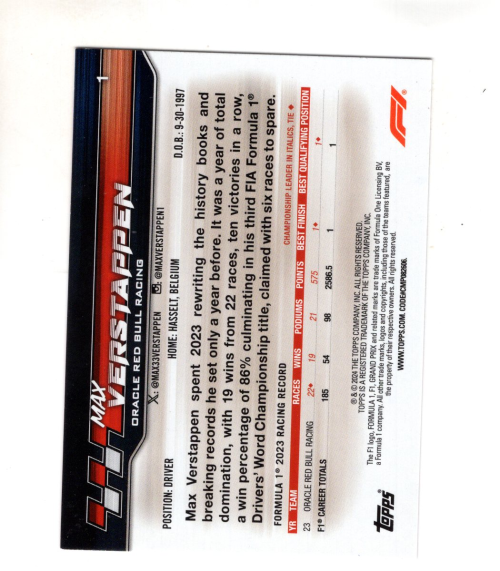 1
MAX
VERSTAPPEN
ORACLE RED BULL RACING
X: @MAX33VERSTAPPEN @MAXVERSTAPPEN1
POSITION: DRIVER HOME: HASSELT, BELGIUM D.O.B.: 9-30-1997
Max Verstappen spent 2023 rewriting the history books and
breaking records he set only a year before. It was a year of total
domination, with 19 wins from 22 races, ten victories in a row,
a win percentage of 86% culminating in his third FIA Formula 1®
Drivers' Word Championship title, claimed with six races to spare.
FORMULA 1® 2023 RACING RECORD CHAMPIONSHIP LEADER IN ITALICS, TIE ♦
YR TEAM RACES WINS PODIUMS POINTS BEST FINISH BEST QUALIFYING POSITION
23 ORACLE RED BULL RACING 22♦ 19 21 575 1♦ 1♦
F1® CAREER TOTALS 185 54 98 2586.5 1 1
® & © 2024 THE TOPPS COMPANY, INC. ALL RIGHTS RESERVED.
TOPPS IS A REGISTERED TRADEMARK OF THE TOPPS COMPANY, INC.
The F1 logo, FORMULA 1, F1, GRAND PRIX and related marks are trade marks of Formula One Licensing BV,
a Formula 1 company. All other trade marks, logos and copyrights, including those of the teams featured, are
the property of their respective owners. All rights reserved.
WWW.TOPPS.COM.
topps
F1